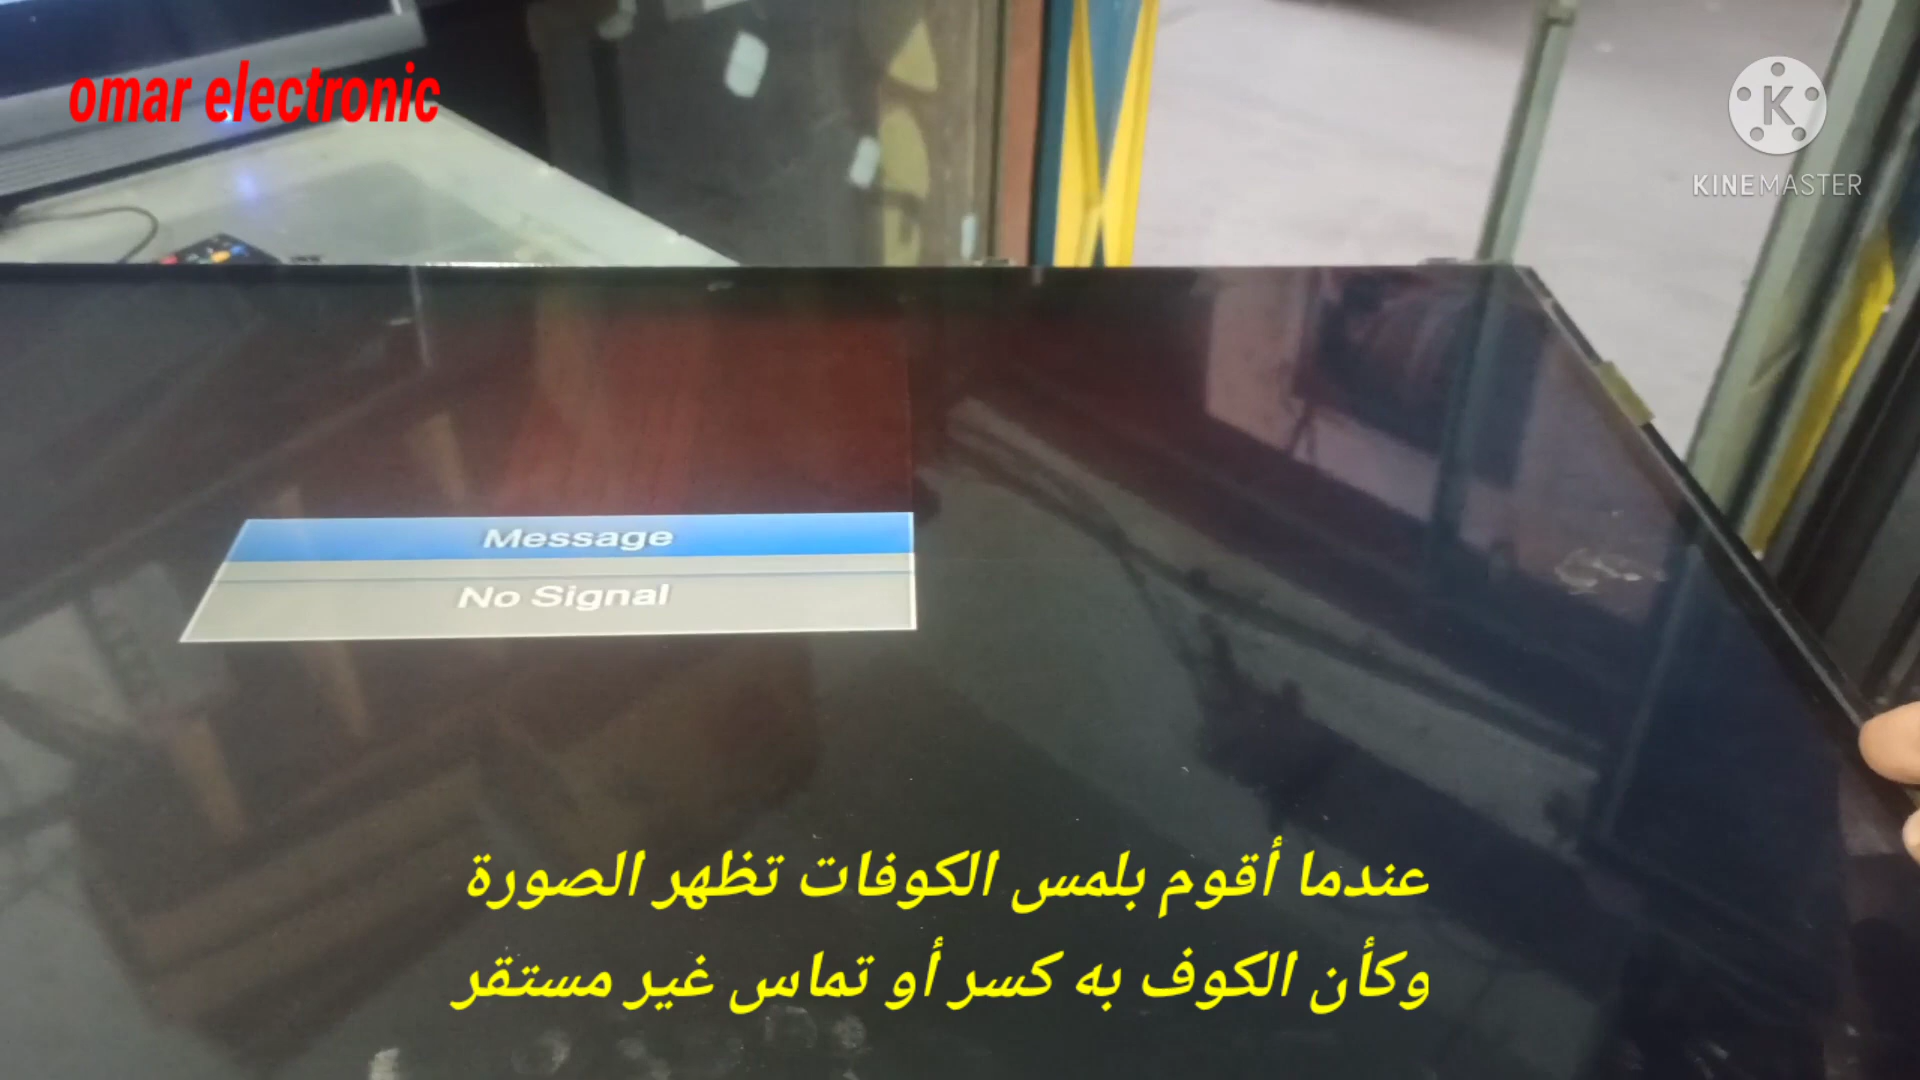 omar electronic
KINEMASTER
Message
No Signal
عندما أقوم بلمس الكوفات تظهر الصورة
وكأن الكوف به كسر أو تماس غير مستقر